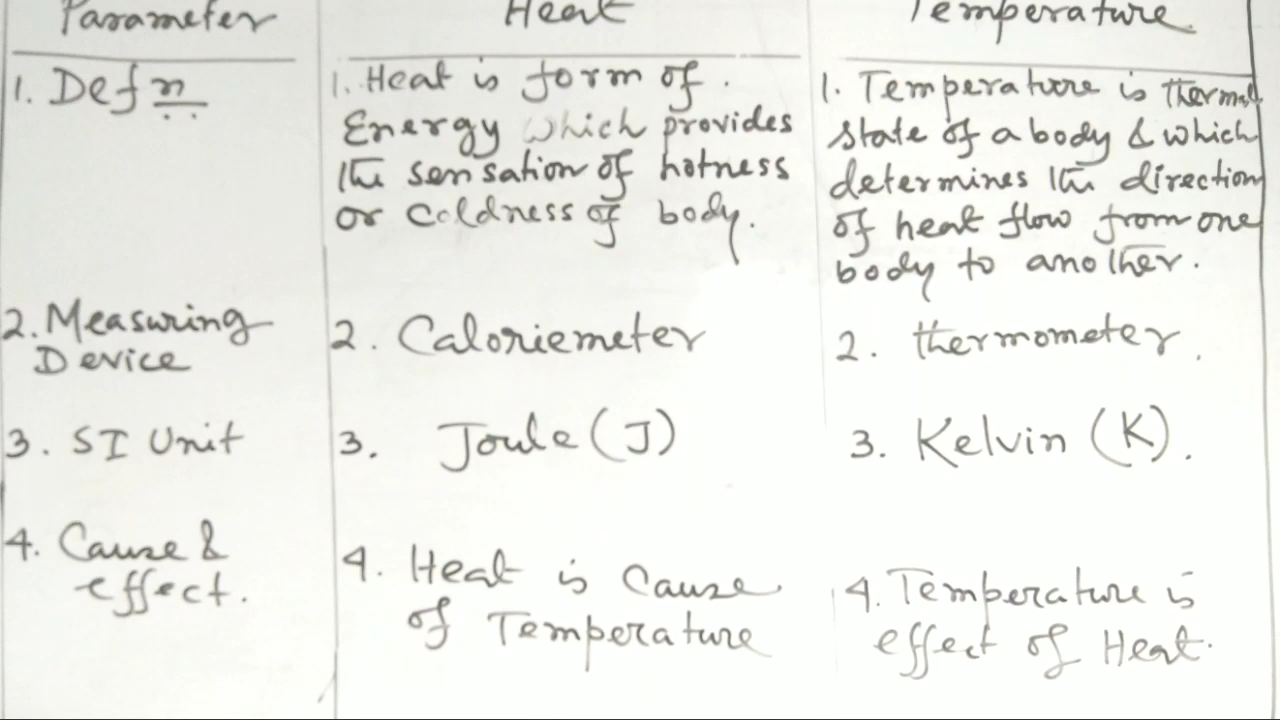 Parameter
Heat
Temperature
1. Defn
1. Heat is form of
Energy which provides
the sensation of hotness
or coldness of body.
1. Temperature is thermal
state of a body & which
determines the direction
of heat flow from one
body to another.
2. Measuring
Device
2. Caloriemeter
2. thermometer.
3. SI Unit
3. Joule (J)
3. Kelvin (K).
4. Cause &
effect.
4. Heat is Cause
of Temperature
4. Temperature is
effect of Heat.